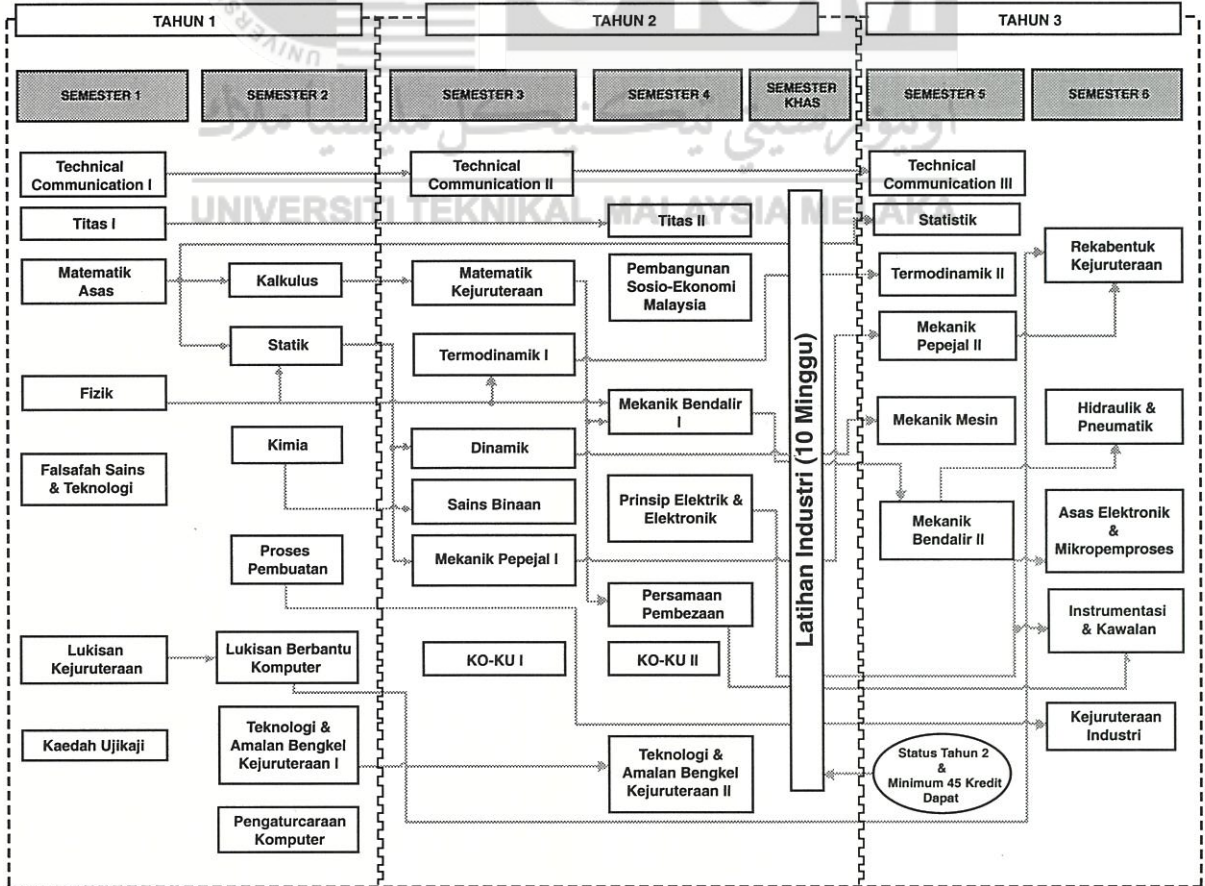 TAHUN 1
TAHUN 2
TAHUN 3
UNIVERS
SEMESTER 1
SEMESTER 2
SEMESTER 3
SEMESTER 4
SEMESTER
KHAS
SEMESTER 5
SEMESTER 6
اونيۏرسيتي تيكنيكل مليسيا ملاك
UNIVERSITI TEKNIKAL MALAYSIA MELAKA
Technical
Communication I
Titas I
Matematik
Asas
Fizik
Falsafah Sains
& Teknologi
Lukisan
Kejuruteraan
Kaedah Ujikaji
Kalkulus
Statik
Kimia
Proses
Pembuatan
Lukisan Berbantu
Komputer
Teknologi &
Amalan Bengkel
Kejuruteraan I
Pengaturcaraan
Komputer
Technical
Communication II
Matematik
Kejuruteraan
Termodinamik I
Dinamik
Sains Binaan
Mekanik Pepejal I
KO-KU I
Titas II
Pembangunan
Sosio-Ekonomi
Malaysia
Mekanik Bendalir
I
Prinsip Elektrik &
Elektronik
Persamaan
Pembezaan
KO-KU II
Teknologi &
Amalan Bengkel
Kejuruteraan II
Latihan Industri (10 Minggu)
Technical
Communication III
Statistik
Termodinamik II
Mekanik
Pepejal II
Mekanik Mesin
Mekanik
Bendalir II
Status Tahun 2
&
Minimum 45 Kredit
Dapat
Rekabentuk
Kejuruteraan
Hidraulik &
Pneumatik
Asas Elektronik
&
Mikropemproses
Instrumentasi
& Kawalan
Kejuruteraan
Industri